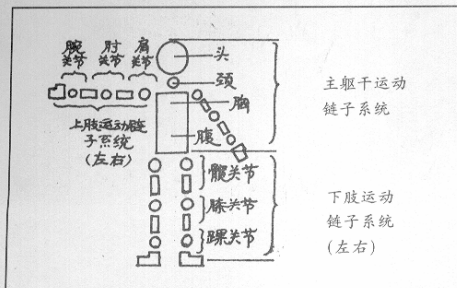 腕 肘 肩
关节 关节 关节
头
颈
胸
腹
上肢运动链
子系统
(左右)
主躯干运动
链子系统
髋关节
膝关节
踝关节
下肢运动
链子系统
(左右)